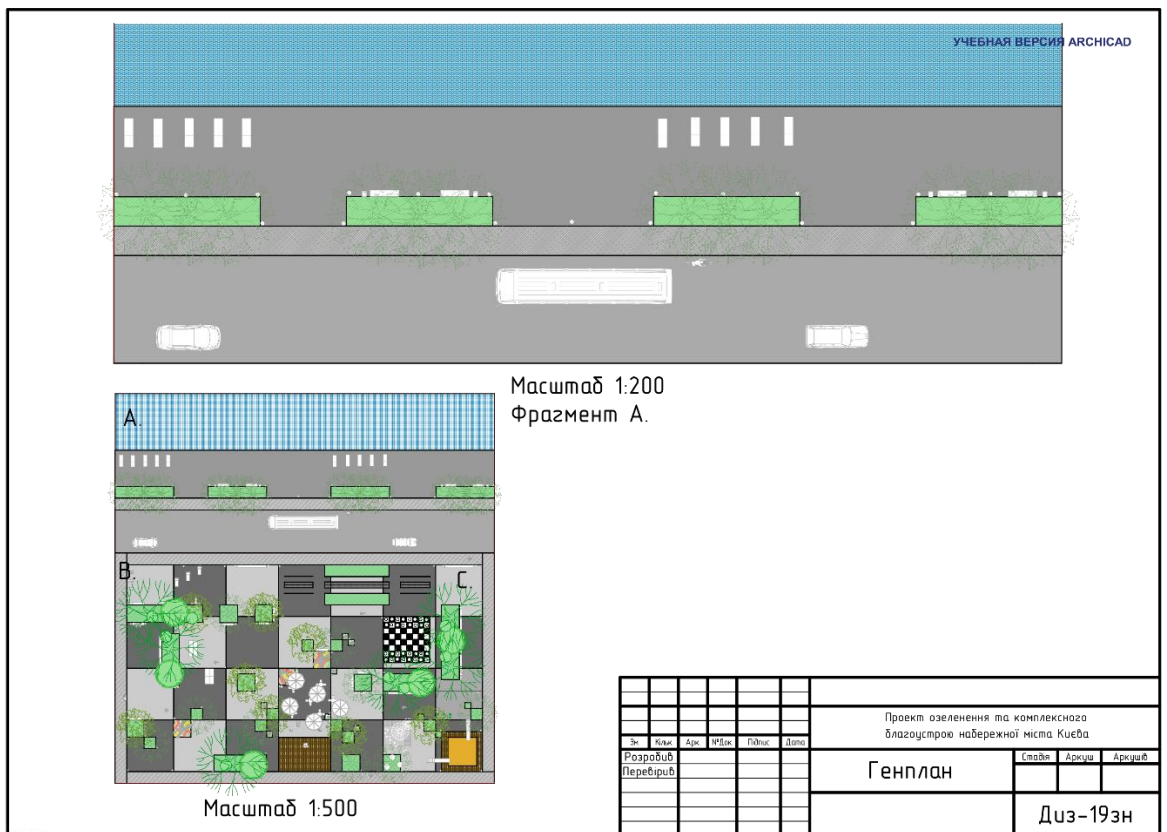 УЧЕБНАЯ ВЕРСИЯ ARCHICAD
Масштаб 1:200
Фрагмент А.
А.
В.
С.
Масштаб 1:500
Проект озеленення та комплексного
благоустрою набережної міста Києва
Зм Кільк Арк №Док Підпис Дата
Розробив
Перевірив
Генплан
Стадія Аркуш Аркушів
Диз-19зн